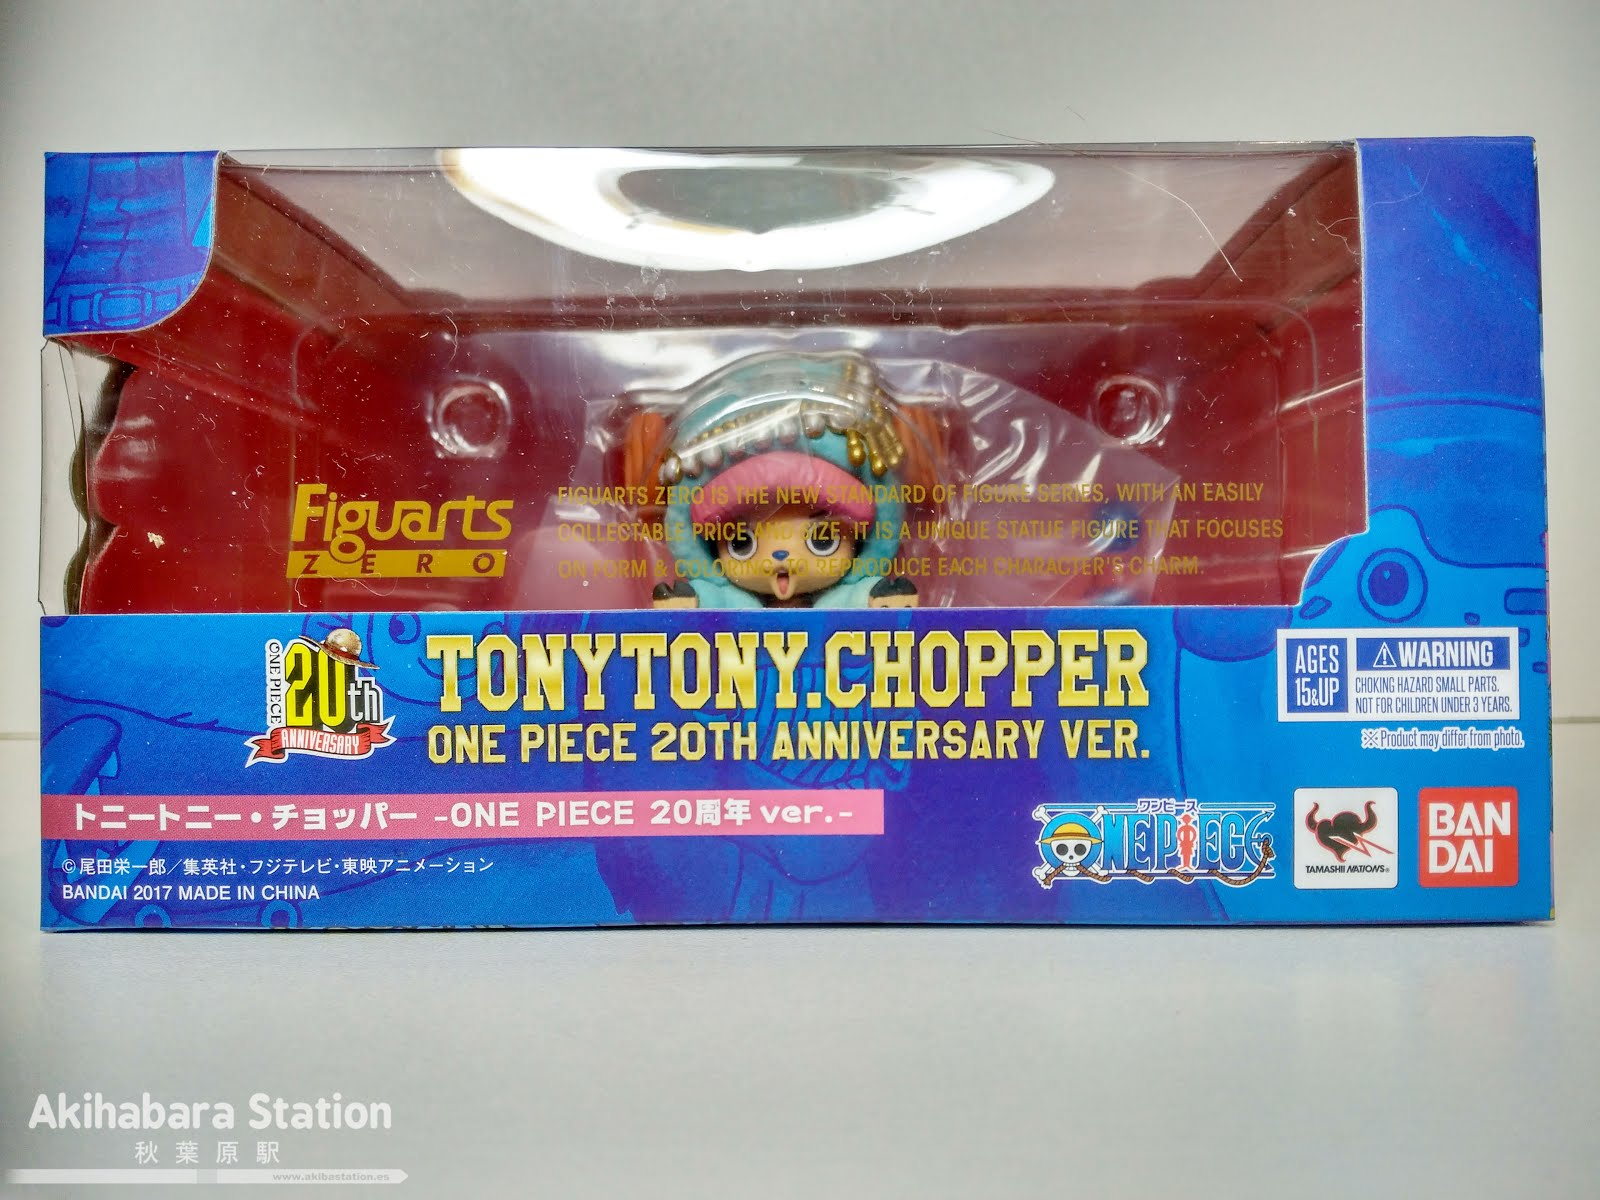 Figuarts
ZERO
FIGUARTS ZERO IS THE NEW STANDARD OF FIGURE SERIES, WITH AN EASILY
COLLECTABLE PRICE AND SIZE. IT IS A UNIQUE STATUE FIGURE THAT FOCUSES
ON FORM & COLORING, TO REPRODUCE EACH CHARACTER'S CHARM.
ONE PIECE
20th
ANNIVERSARY
TONYTONY.CHOPPER
ONE PIECE 20TH ANNIVERSARY VER.
AGES
15&UP
⚠WARNING
CHOKING HAZARD SMALL PARTS.
NOT FOR CHILDREN UNDER 3 YEARS.
※Product may differ from photo.
トニートニー・チョッパー -ONE PIECE 20周年 ver.-
©尾田栄一郎／集英社・フジテレビ・東映アニメーション
BANDAI 2017 MADE IN CHINA
ワンピース
ONE PIECE
TAMASHII NATIONS®
BAN
DAI
Akihabara Station
秋葉原駅
www.akibastation.es